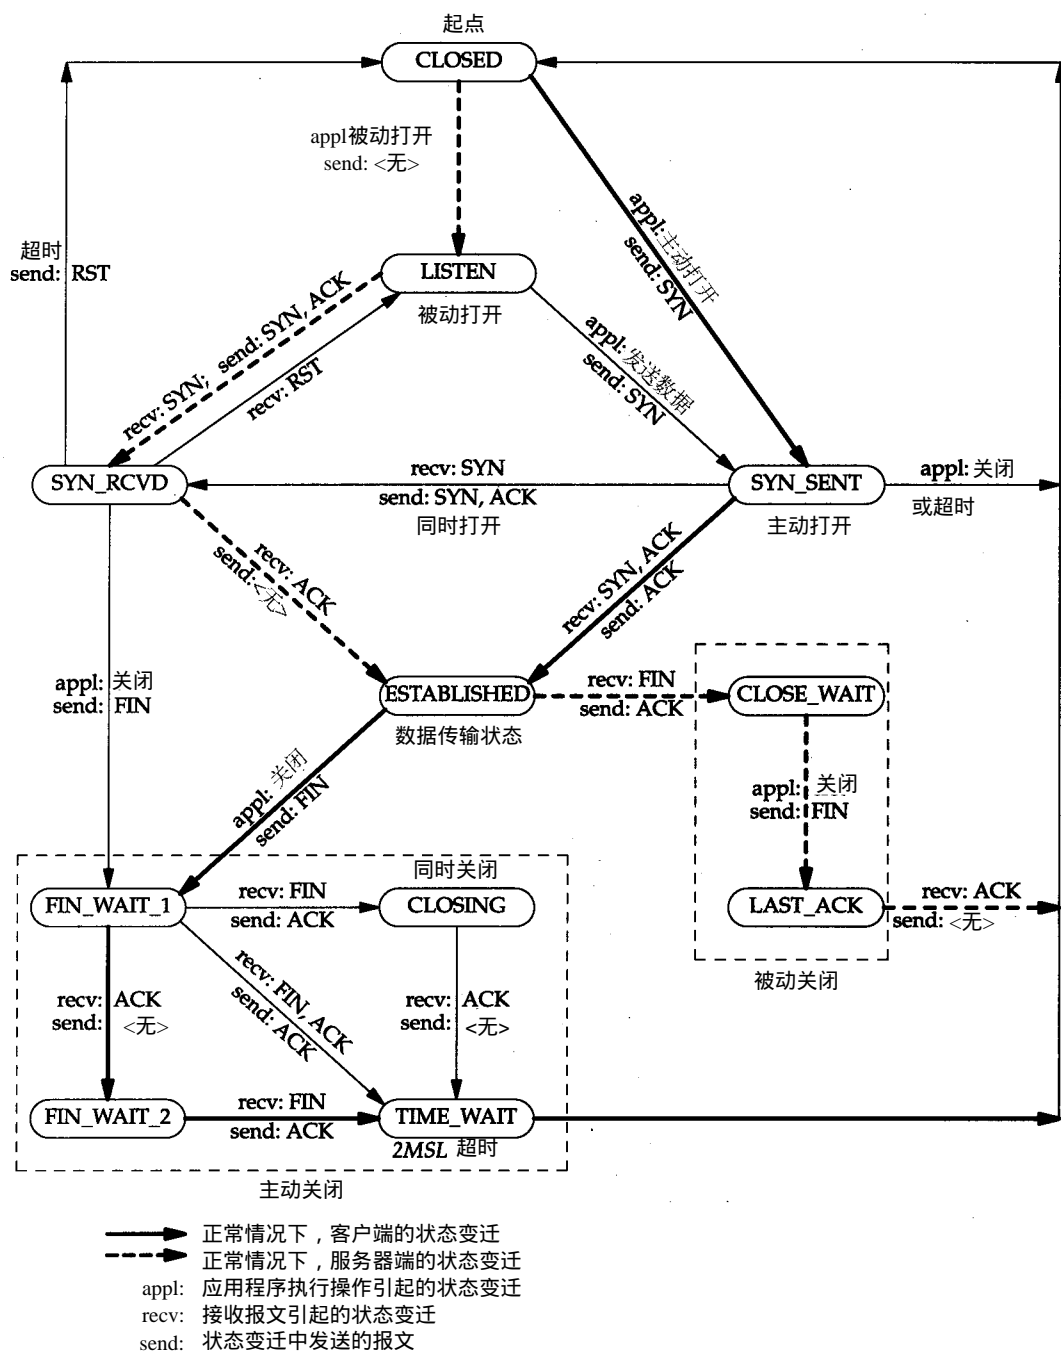 起点
CLOSED
appl被动打开
send: <无>
appl:主动打开
send: SYN
超时
send: RST
LISTEN
被动打开
recv: SYN; send: SYN, ACK
recv: RST
appl: 发送数据
send: SYN
SYN_RCVD
recv: SYN
send: SYN, ACK
同时打开
SYN_SENT
主动打开
appl: 关闭
或超时
recv: ACK
send:<无>
recv: SYN, ACK
send: ACK
appl: 关闭
send: FIN
ESTABLISHED
数据传输状态
recv: FIN
send: ACK
CLOSE_WAIT
appl: 关闭
send: FIN
appl: 关闭
send: FIN
同时关闭
FIN_WAIT_1
recv: FIN
send: ACK
CLOSING
LAST_ACK
recv: ACK
send: <无>
被动关闭
recv: ACK
send: <无>
recv: FIN, ACK
send: ACK
recv: ACK
send: <无>
FIN_WAIT_2
recv: FIN
send: ACK
TIME_WAIT
2MSL 超时
主动关闭
正常情况下，客户端的状态变迁
正常情况下，服务器端的状态变迁
appl: 应用程序执行操作引起的状态变迁
recv: 接收报文引起的状态变迁
send: 状态变迁中发送的报文